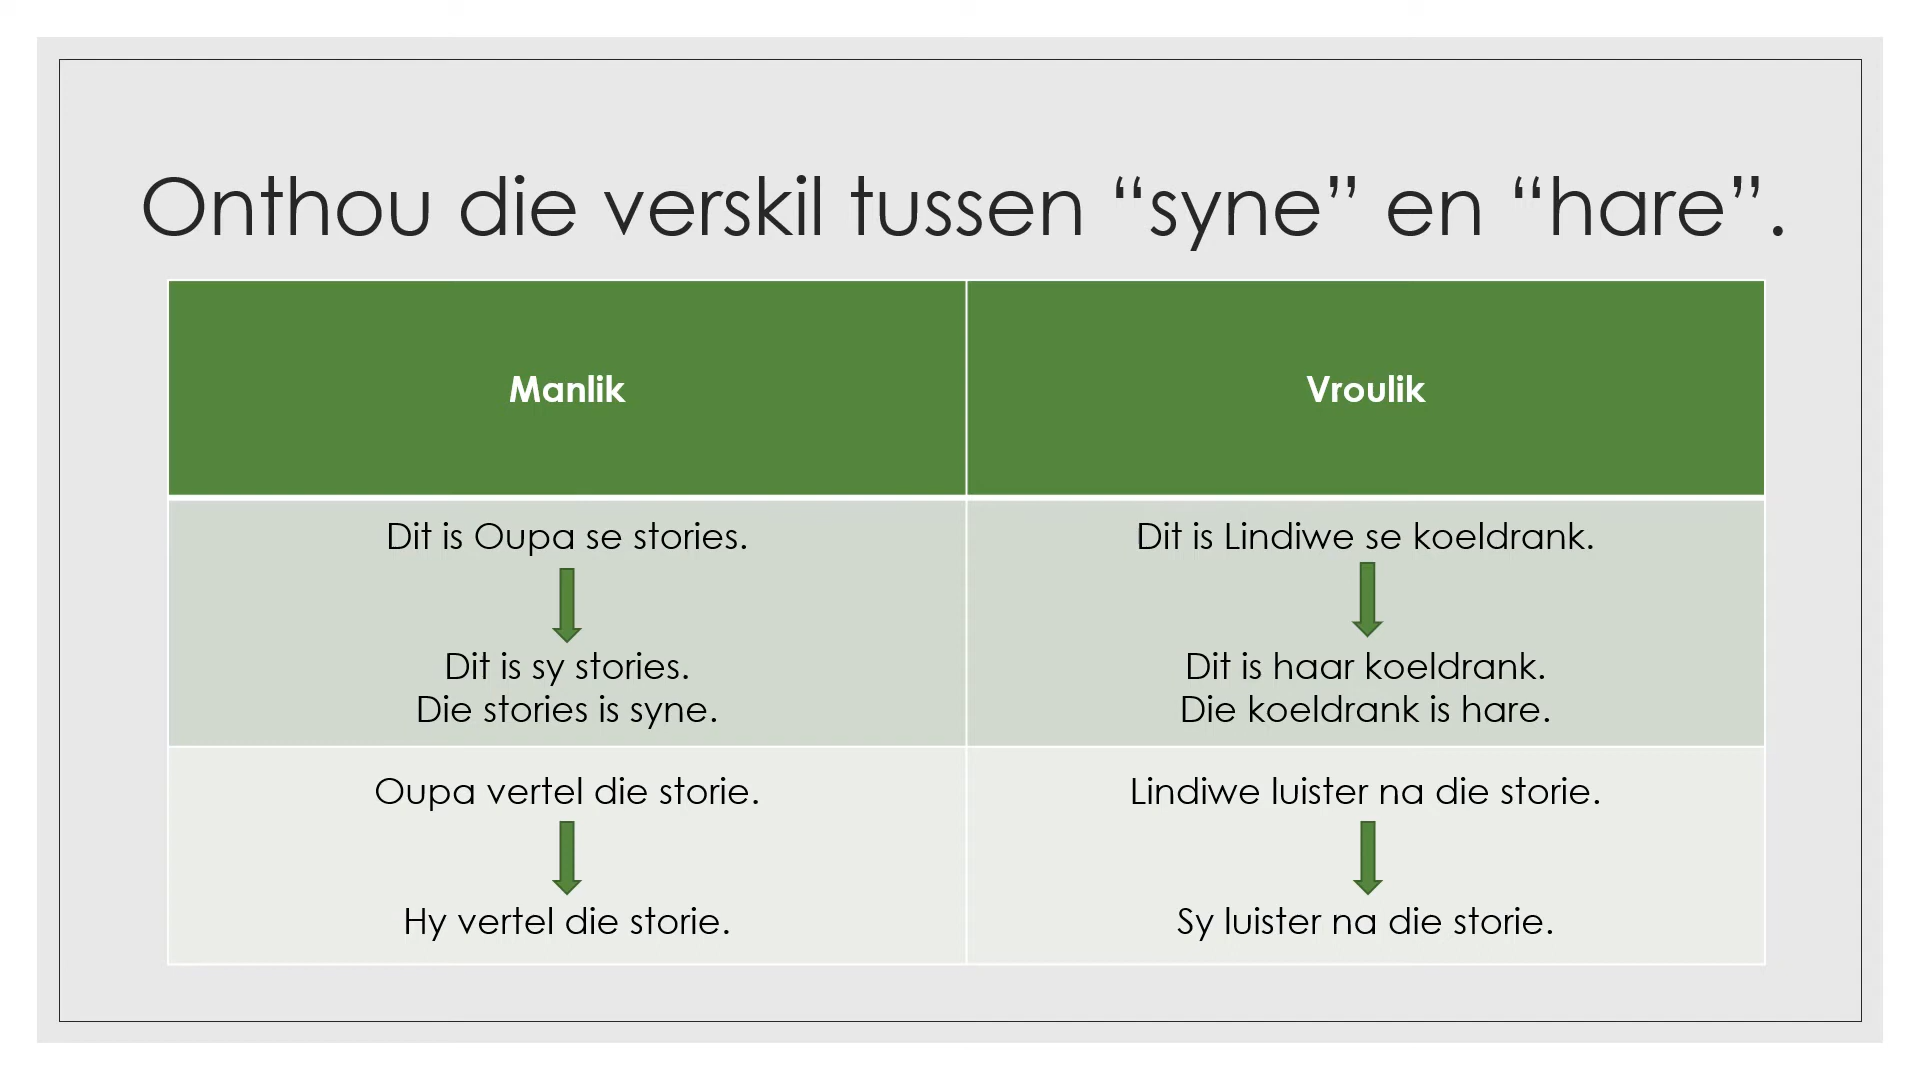 Onthou die verskil tussen “syne” en “hare”.
Manlik
Vroulik
Dit is Oupa se stories.
Dit is sy stories.
Die stories is syne.
Dit is Lindiwe se koeldrank.
Dit is haar koeldrank.
Die koeldrank is hare.
Oupa vertel die storie.
Hy vertel die storie.
Lindiwe luister na die storie.
Sy luister na die storie.